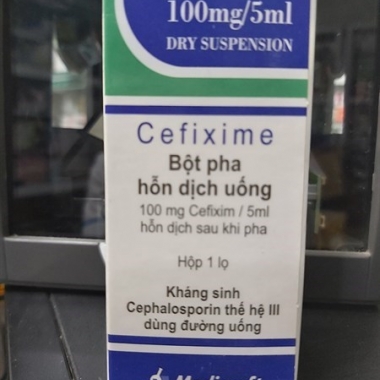 100mg/5ml
DRY SUSPENSION
Cefixime
Bột pha
hỗn dịch uống
100 mg Cefixim / 5ml
hỗn dịch sau khi pha
Hộp 1 lọ
Kháng sinh
Cephalosporin thế hệ III
dùng đường uống